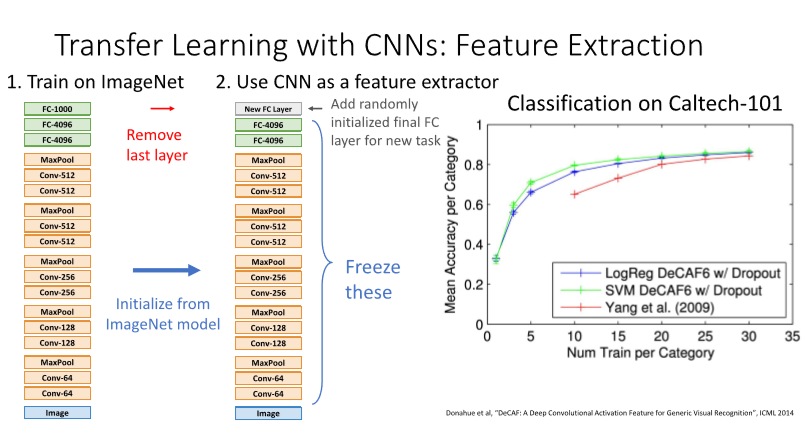 Transfer Learning with CNNs: Feature Extraction
1. Train on ImageNet
FC-1000
FC-4096
FC-4096
MaxPool
Conv-512
Conv-512
MaxPool
Conv-512
Conv-512
MaxPool
Conv-256
Conv-256
MaxPool
Conv-128
Conv-128
MaxPool
Conv-64
Conv-64
Image
Remove
last layer
Initialize from
ImageNet model
2. Use CNN as a feature extractor
New FC Layer
FC-4096
FC-4096
MaxPool
Conv-512
Conv-512
MaxPool
Conv-512
Conv-512
MaxPool
Conv-256
Conv-256
MaxPool
Conv-128
Conv-128
MaxPool
Conv-64
Conv-64
Image
Add randomly
initialized final FC
layer for new task
Freeze
these
Classification on Caltech-101
Mean Accuracy per Category
1
0.8
0.6
0.4
0.2
0
LogReg DeCAF6 w/ Dropout
SVM DeCAF6 w/ Dropout
Yang et al. (2009)
0 5 10 15 20 25 30 35
Num Train per Category
Donahue et al, "DeCAF: A Deep Convolutional Activation Feature for Generic Visual Recognition", ICML 2014